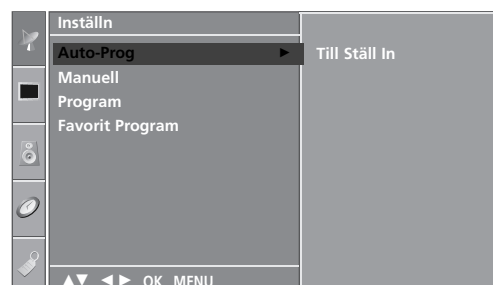 Inställn
Auto-Prog ► Till Ställ In
Manuell
Program
Favorit Program
▲▼ ◄► OK MENU